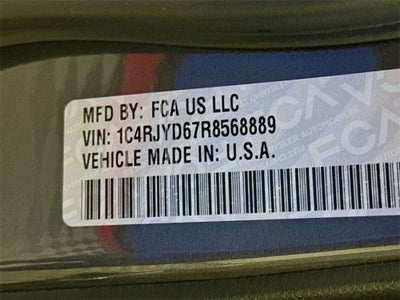 MFD BY: FCA US LLC
VIN: 1C4RJYD67R8568889
VEHICLE MADE IN: U.S.A.